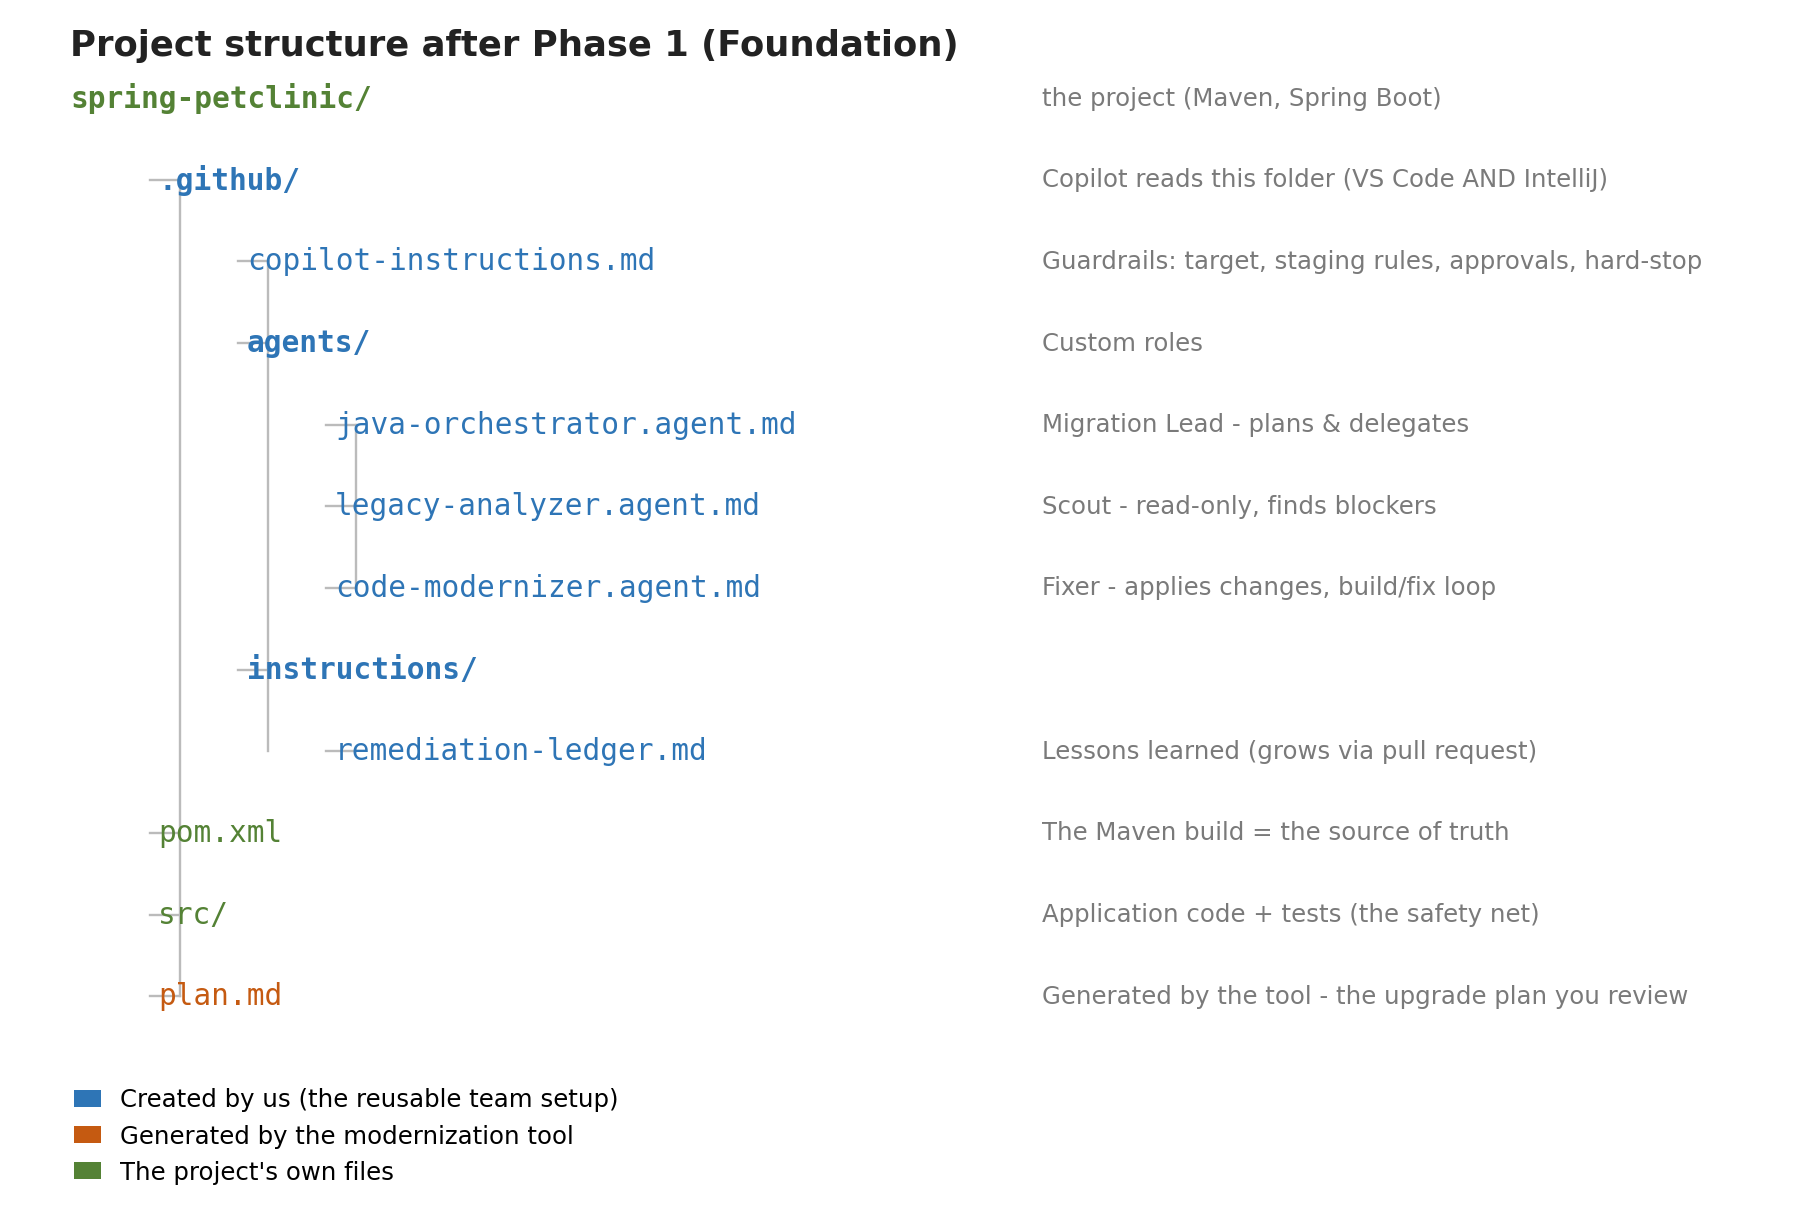 Project structure after Phase 1 (Foundation)
spring-petclinic/ the project (Maven, Spring Boot)
.github/ Copilot reads this folder (VS Code AND IntelliJ)
copilot-instructions.md Guardrails: target, staging rules, approvals, hard-stop
agents/ Custom roles
java-orchestrator.agent.md Migration Lead - plans & delegates
legacy-analyzer.agent.md Scout - read-only, finds blockers
code-modernizer.agent.md Fixer - applies changes, build/fix loop
instructions/
remediation-ledger.md Lessons learned (grows via pull request)
pom.xml The Maven build = the source of truth
src/ Application code + tests (the safety net)
plan.md Generated by the tool - the upgrade plan you review
Created by us (the reusable team setup)
Generated by the modernization tool
The project's own files